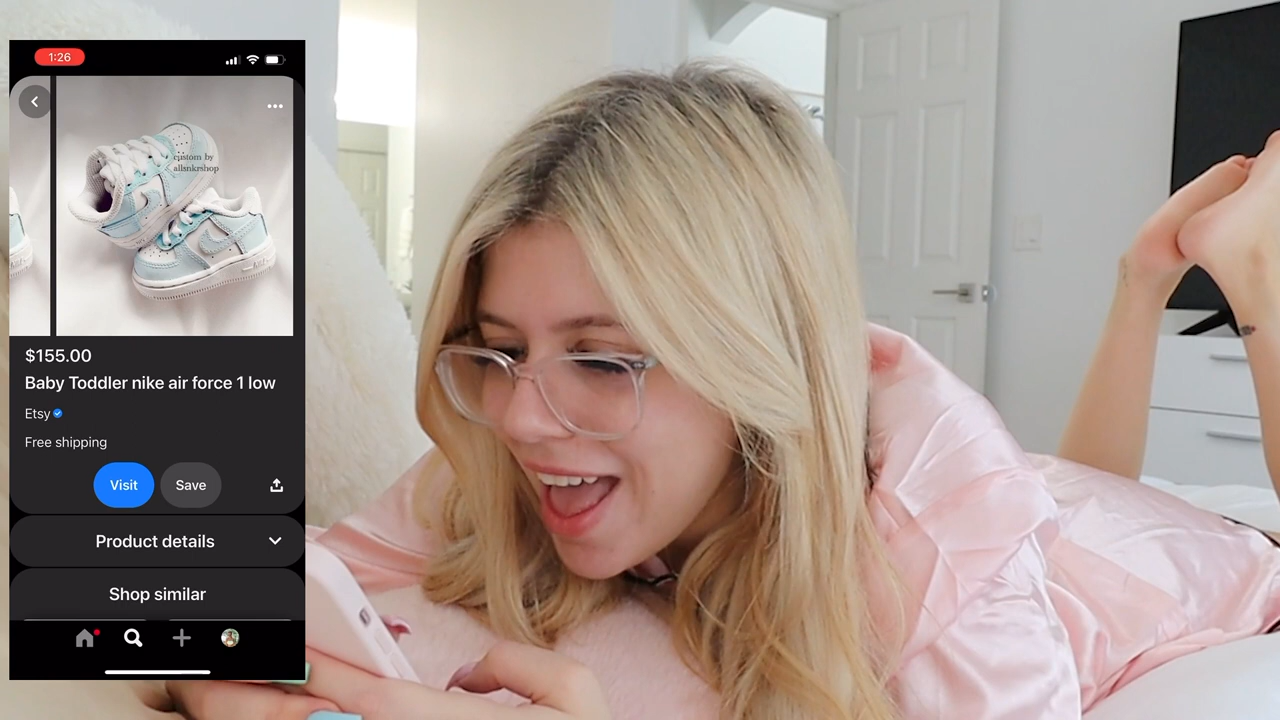 1:26
custom by
allsnkrshop
$155.00
Baby Toddler nike air force 1 low
Etsy
Free shipping
Visit
Save
Product details
Shop similar